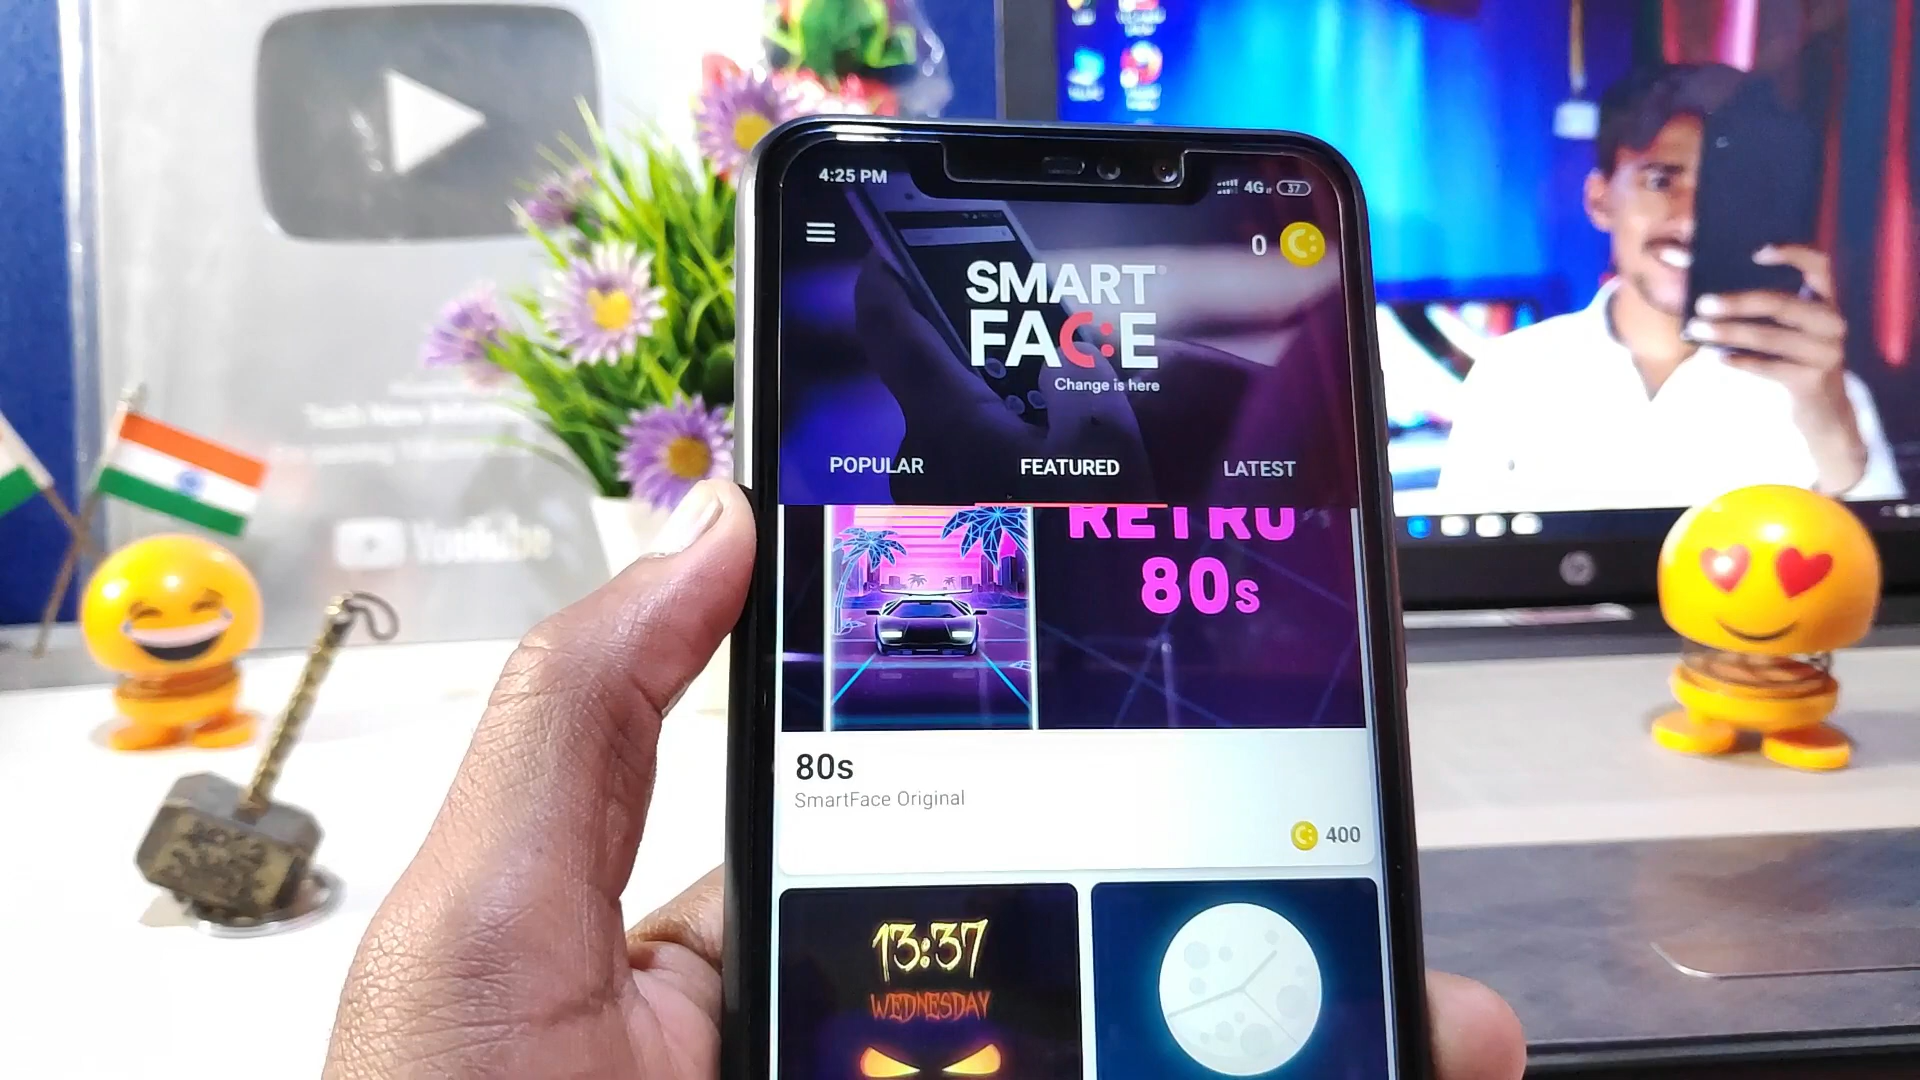 4:25 PM
4G
37
0
SMART
FAC:E
Change is here
POPULAR
FEATURED
LATEST
RETRO
80s
80s
SmartFace Original
400
13:37
WEDNESDAY
YouTube